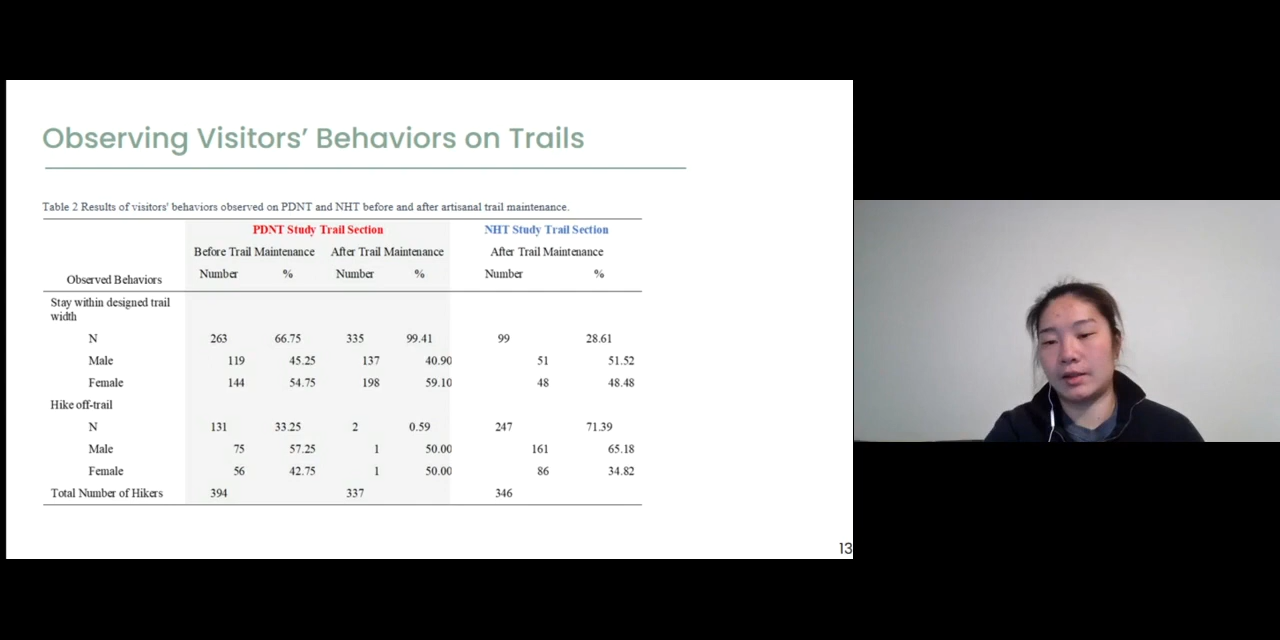 Observing Visitors’ Behaviors on Trails
Table 2 Results of visitors' behaviors observed on PDNT and NHT before and after artisanal trail maintenance.
PDNT Study Trail Section NHT Study Trail Section
Before Trail Maintenance After Trail Maintenance After Trail Maintenance
Observed Behaviors Number % Number % Number %
Stay within designed trail
width
N 263 66.75 335 99.41 99 28.61
Male 119 45.25 137 40.90 51 51.52
Female 144 54.75 198 59.10 48 48.48
Hike off-trail
N 131 33.25 2 0.59 247 71.39
Male 75 57.25 1 50.00 161 65.18
Female 56 42.75 1 50.00 86 34.82
Total Number of Hikers 394 337 346
13